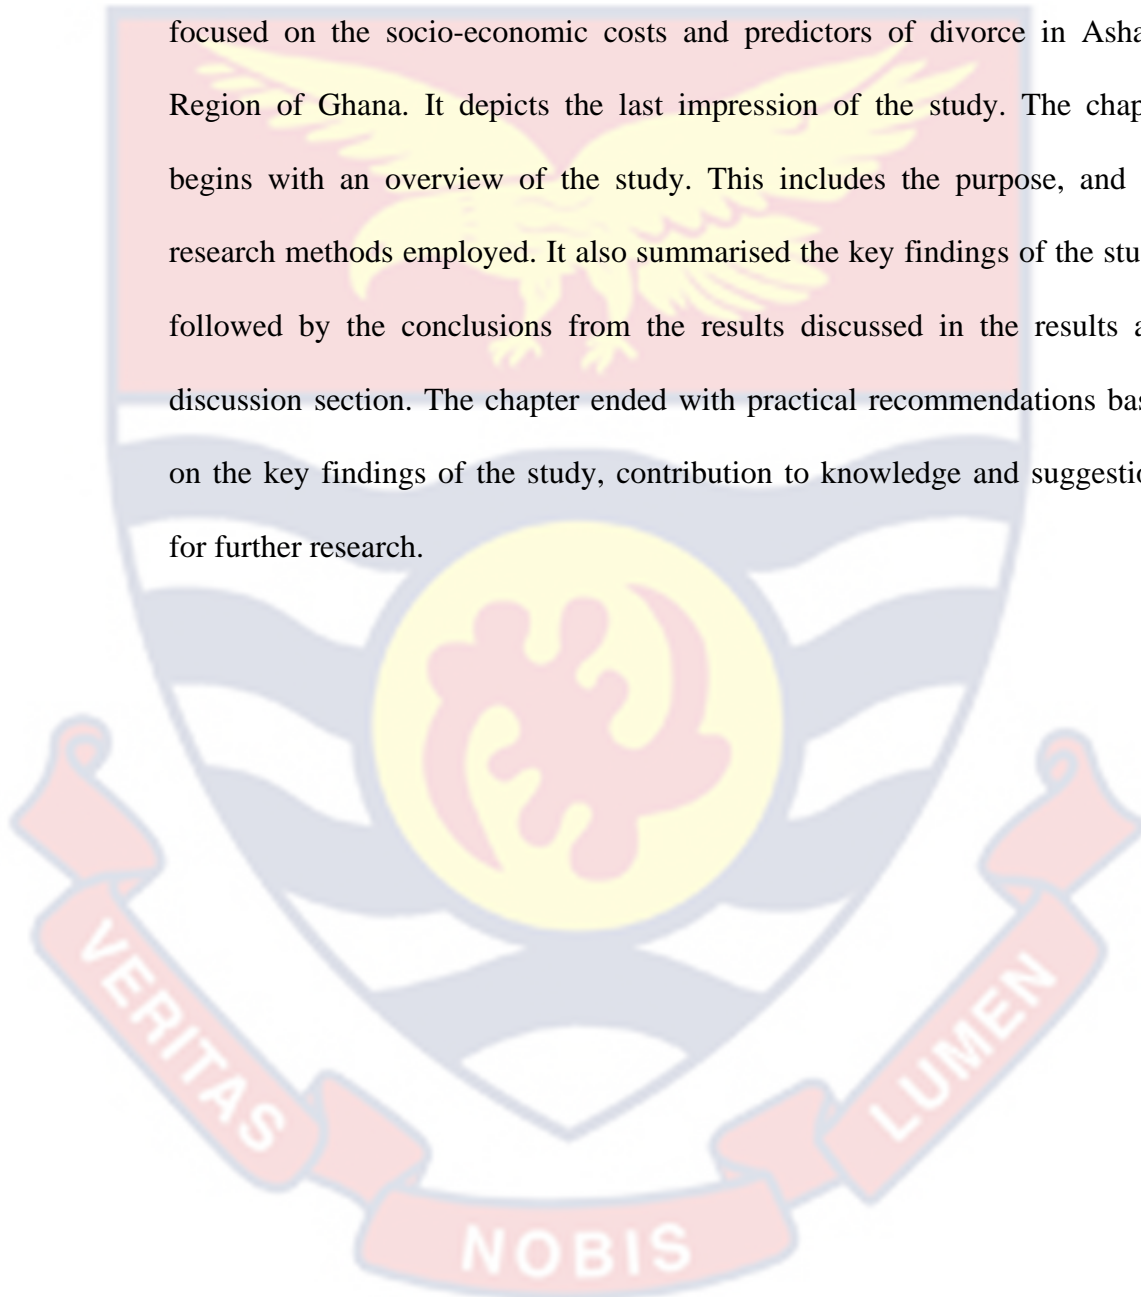 focused on the socio-economic costs and predictors of divorce in Asha
Region of Ghana. It depicts the last impression of the study. The chap
begins with an overview of the study. This includes the purpose, and
research methods employed. It also summarised the key findings of the stu
followed by the conclusions from the results discussed in the results a
discussion section. The chapter ended with practical recommendations bas
on the key findings of the study, contribution to knowledge and suggestio
for further research.
VERITAS
NOBIS
LUMEN